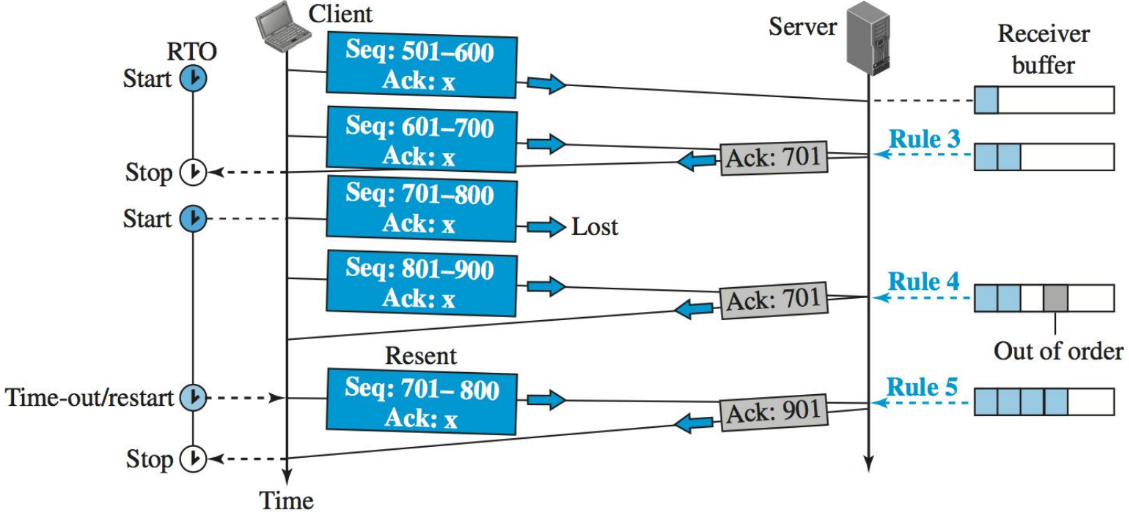 Client
Server
Receiver
buffer
RTO
Start
Seq: 501–600
Ack: x
Seq: 601–700
Ack: x
Rule 3
Ack: 701
Stop
Seq: 701–800
Ack: x
Start
Lost
Seq: 801–900
Ack: x
Rule 4
Ack: 701
Out of order
Resent
Time-out/restart
Seq: 701– 800
Ack: x
Rule 5
Ack: 901
Stop
Time